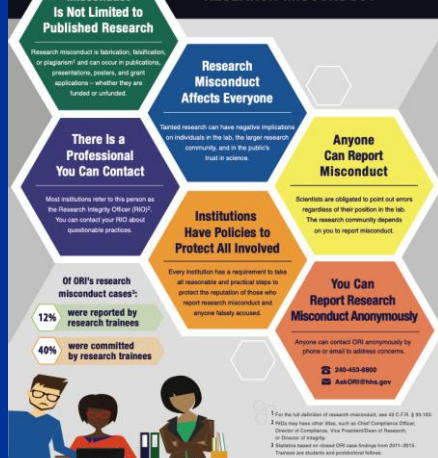 Is Not Limited to
Published Research
Research misconduct is fabrication, falsification,
or plagiarism¹ and can occur in publications,
presentations, posters, and grant
applications – whether they are
funded or unfunded.
Research
Misconduct
Affects Everyone
Tainted research can have negative implications
on individuals in the lab, the larger research
community, and in the public's
trust in science.
There Is a
Professional
You Can Contact
Most institutions refer to this person as
the Research Integrity Officer (RIO)².
You can contact your RIO about
questionable practices.
Anyone
Can Report
Misconduct
Scientists are obligated to point out errors
regardless of their position in the lab.
The research community depends
on you to report misconduct.
Institutions
Have Policies to
Protect All Involved
Every institution has a requirement to take
all reasonable and practical steps to
protect the reputation of those who
report research misconduct and
anyone falsely accused.
You Can
Report Research
Misconduct Anonymously
Anyone can contact ORI anonymously by
phone or email to address concerns.
240-453-8800
AskORI@hhs.gov
Of ORI's research
misconduct cases³:
12% were reported by
research trainees
40% were committed
by research trainees
1 For the full definition of research misconduct, see 42 C.F.R. § 93.103.
2 RIOs may have other titles, such as Chief Compliance Officer,
Director of Compliance, Vice President/Dean of Research,
or Director of Integrity.
3 Statistics based on closed ORI case findings from 2011–2015.
Trainees are students and postdoctoral fellows.